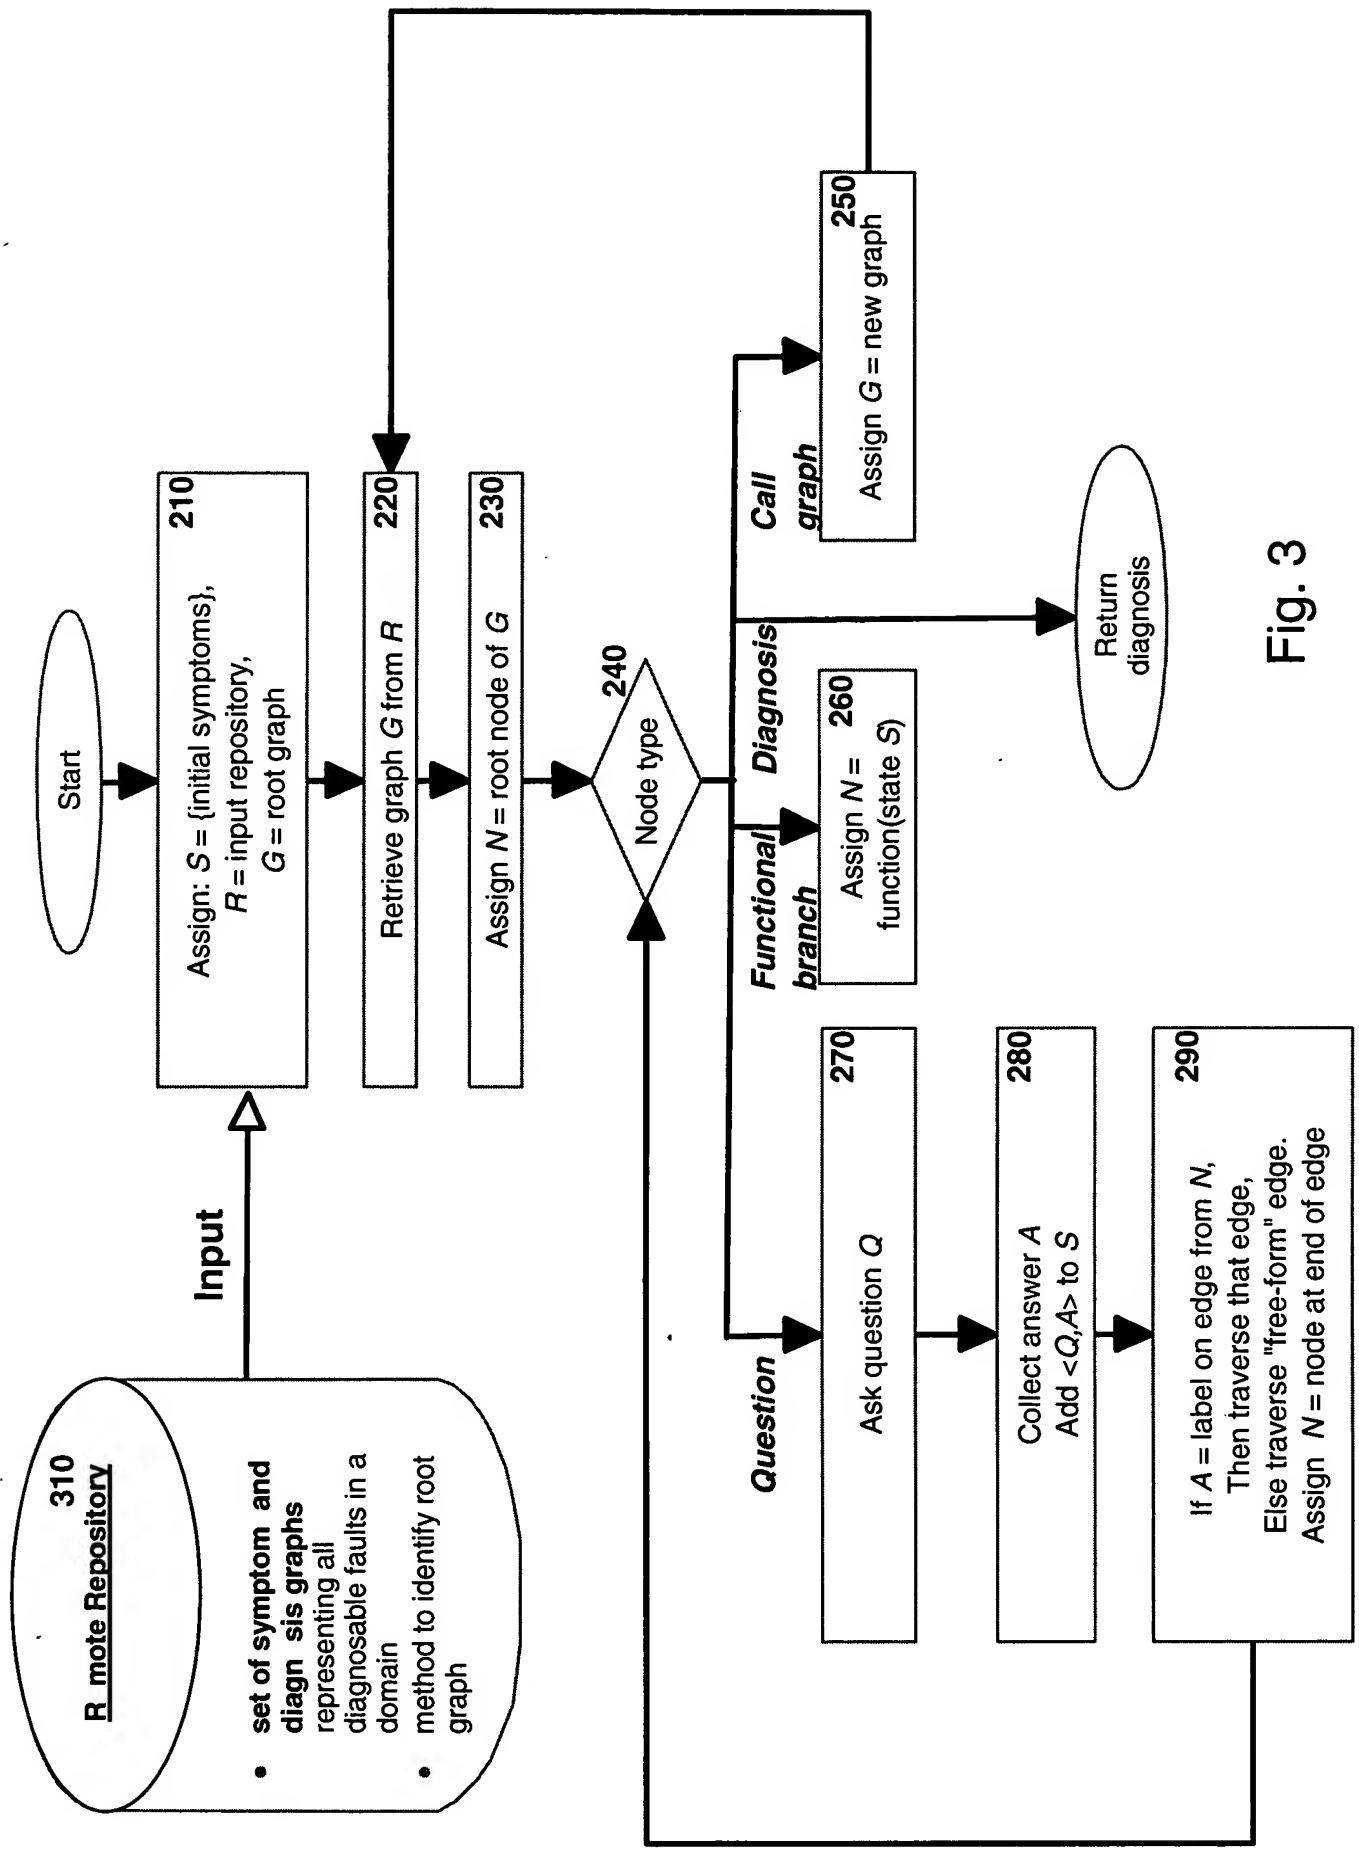 310
R mote Repository
set of symptom and
diagn sis graphs
representing all
diagnosable faults in a
domain
method to identify root
graph
Input
Start
210
Assign: S = {initial symptoms},
R = input repository,
G = root graph
220
Retrieve graph G from R
230
Assign N = root node of G
240
Node type
Question
Functional
branch
Diagnosis
Call
graph
270
Ask question Q
280
Collect answer A
Add <Q,A> to S
290
If A = label on edge from N,
Then traverse that edge,
Else traverse "free-form" edge.
Assign N = node at end of edge
260
Assign N =
function(state S)
250
Assign G = new graph
Return
diagnosis
Fig. 3